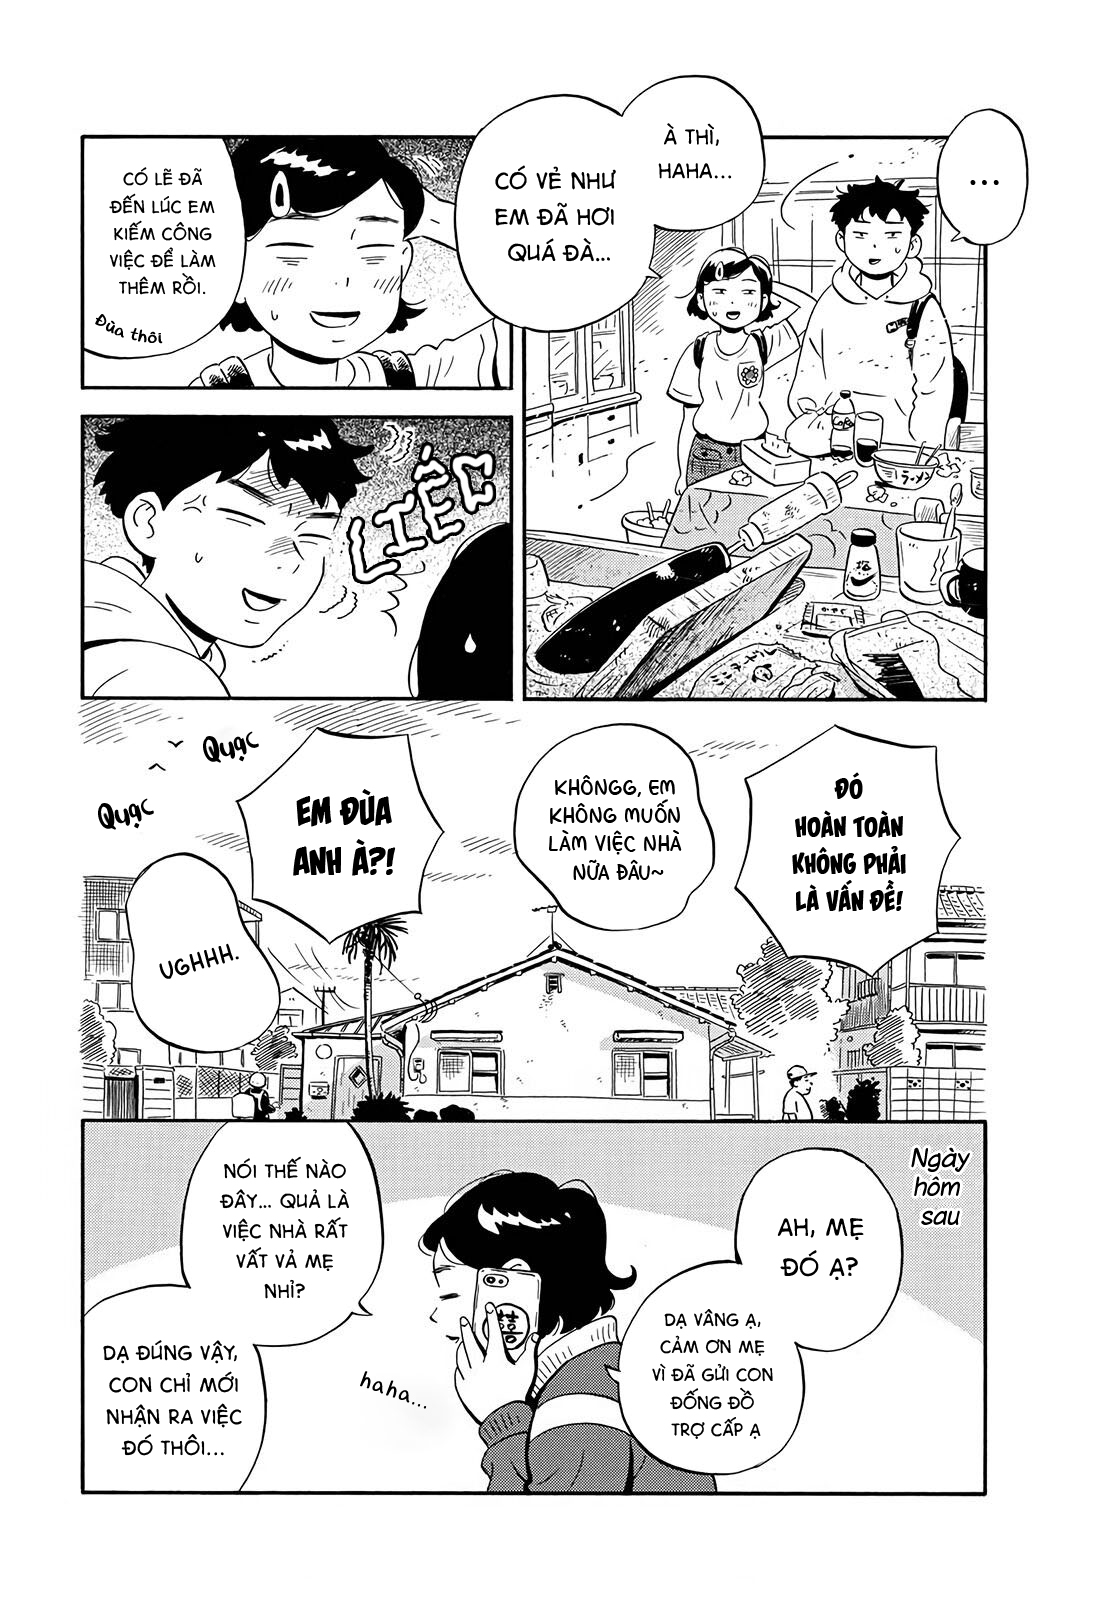 ...
À THÌ,
HAHA...
CÓ VẺ NHƯ
EM ĐÃ HƠI
QUÁ ĐÀ...
CÓ LẼ ĐÃ
ĐẾN LÚC EM
KIẾM CÔNG
VIỆC ĐỂ LÀM
THÊM RỒI.
Đùa thôi
LIẾC
ĐÓ
HOÀN TOÀN
KHÔNG PHẢI
LÀ VẤN ĐỀ!
KHÔNGG, EM
KHÔNG MUỐN
LÀM VIỆC NHÀ
NỮA ĐÂU~
EM ĐÙA
ANH À?!
UGHHH.
Quạc
Quạc
Ngày
hôm
sau
AH, MẸ
ĐÓ Ạ?
DẠ VÂNG Ạ,
CẢM ƠN MẸ
VÌ ĐÃ GỬI CON
ĐỐNG ĐỒ
TRỢ CẤP Ạ
haha...
NÓI THẾ NÀO
ĐÂY... QUẢ LÀ
VIỆC NHÀ RẤT
VẤT VẢ MẸ
NHỈ?
DẠ ĐÚNG VẬY,
CON CHỈ MỚI
NHẬN RA VIỆC
ĐÓ THÔI...